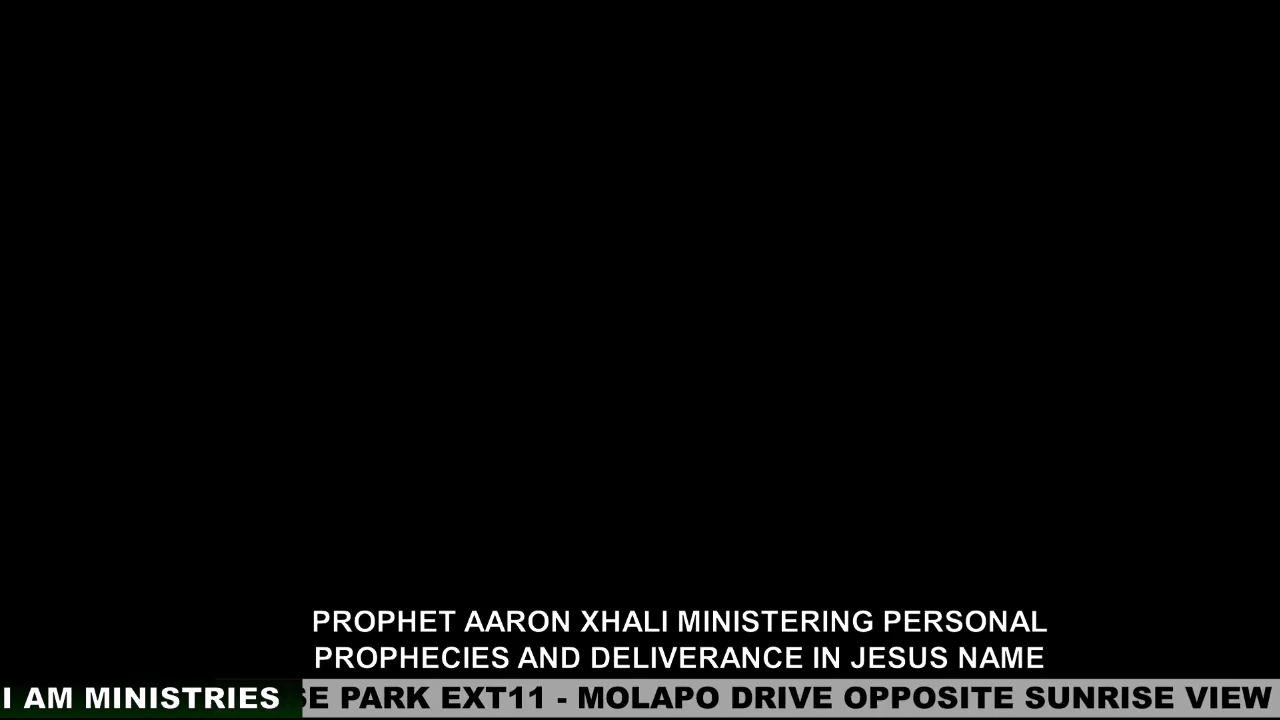 PROPHET AARON XHALI MINISTERING PERSONAL
PROPHECIES AND DELIVERANCE IN JESUS NAME
I AM MINISTRIES
PARK EXT11 - MOLAPO DRIVE OPPOSITE SUNRISE VIEW